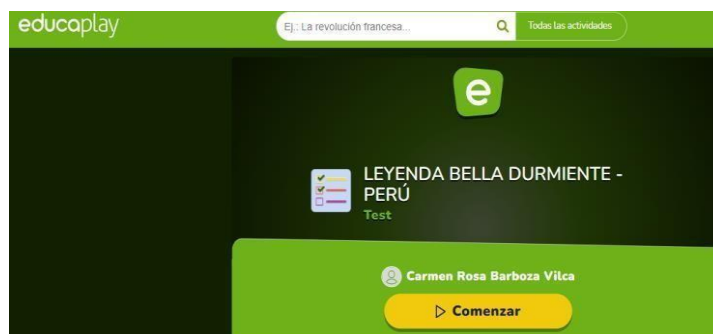 educaplay
Ej.: La revolución francesa...
Todas las actividades
e
LEYENDA BELLA DURMIENTE -
PERÚ
Test
Carmen Rosa Barboza Vilca
Comenzar